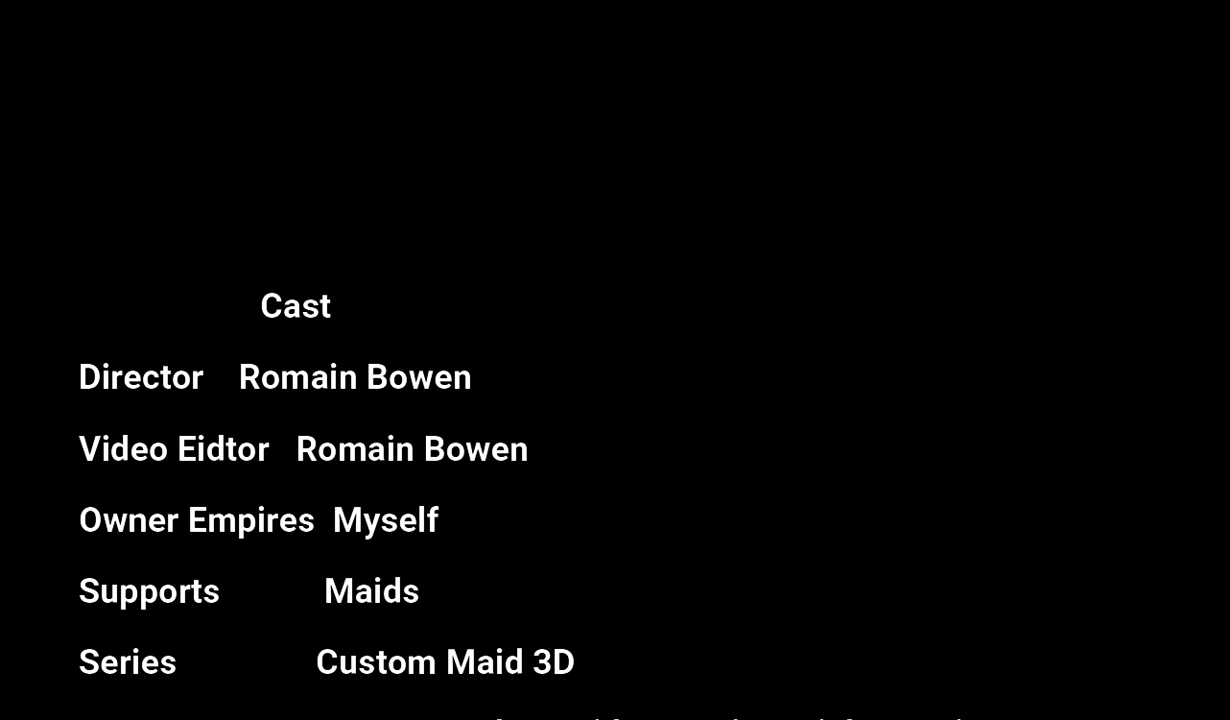 Cast
Director Romain Bowen
Video Eidtor Romain Bowen
Owner Empires Myself
Supports Maids
Series Custom Maid 3D